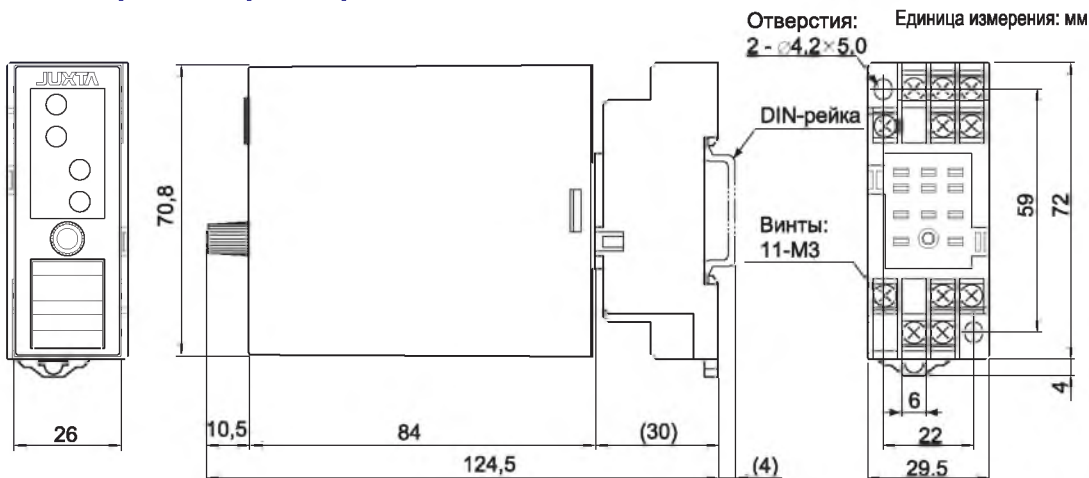 Отверстия:
2 - ⌀4,2×5,0
Единица измерения: мм
JUXTA
DIN-рейка
Винты:
11-М3
70,8
59
72
4
6
22
29.5
26
10,5
84
(30)
124,5
(4)